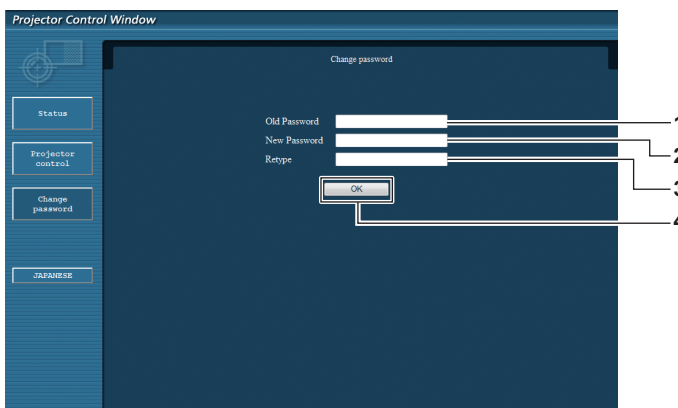 Projector Control Window
Change password
Status
Projector
control
Change
password
JAPANESE
Old Password
New Password
Retype
OK
1
2
3
4